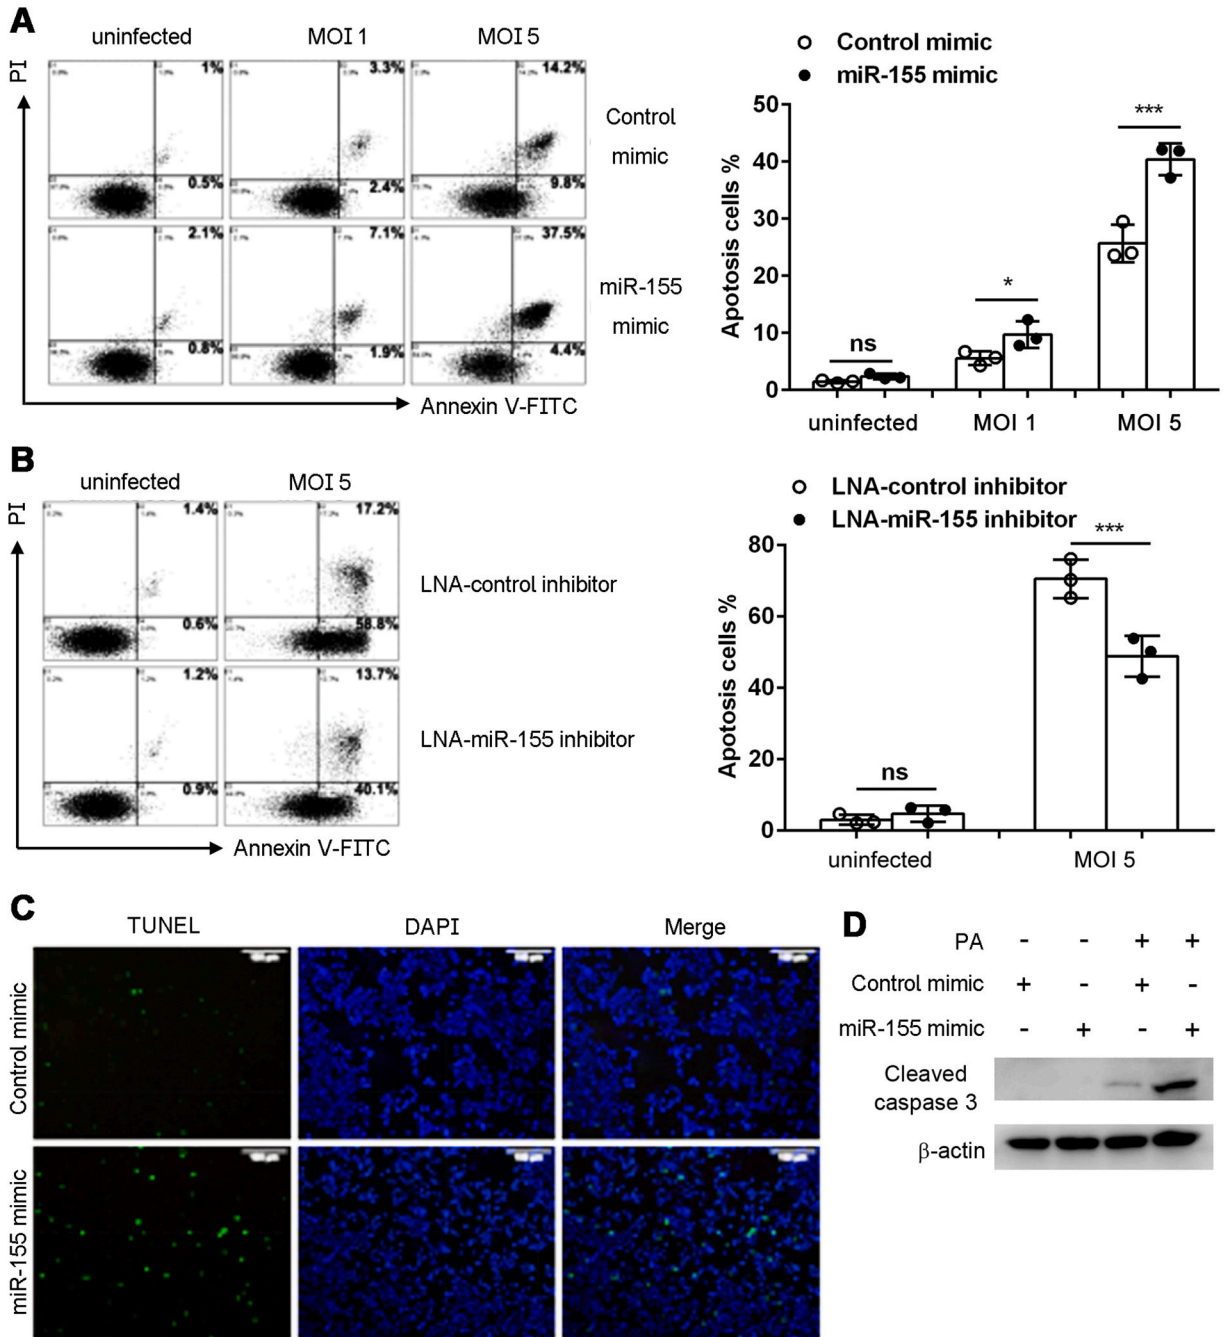 A
uninfected
MOI 1
MOI 5
PI
1%
3.3%
14.2%
Control
mimic
0.5%
2.4%
9.8%
2.1%
7.1%
37.5%
miR-155
mimic
0.8%
1.9%
4.4%
Annexin V-FITC
Control mimic
miR-155 mimic
Apotosis cells %
50
40
30
20
10
0
ns
*
***
uninfected
MOI 1
MOI 5
B
uninfected
MOI 5
PI
1.4%
17.2%
LNA-control inhibitor
0.6%
58.8%
1.2%
13.7%
LNA-miR-155 inhibitor
0.9%
40.1%
Annexin V-FITC
LNA-control inhibitor
LNA-miR-155 inhibitor
Apotosis cells %
80
60
40
20
0
ns
***
uninfected
MOI 5
C
TUNEL
DAPI
Merge
Control mimic
miR-155 mimic
D
PA - - + +
Control mimic + - + -
miR-155 mimic - + - +
Cleaved
caspase 3
β-actin